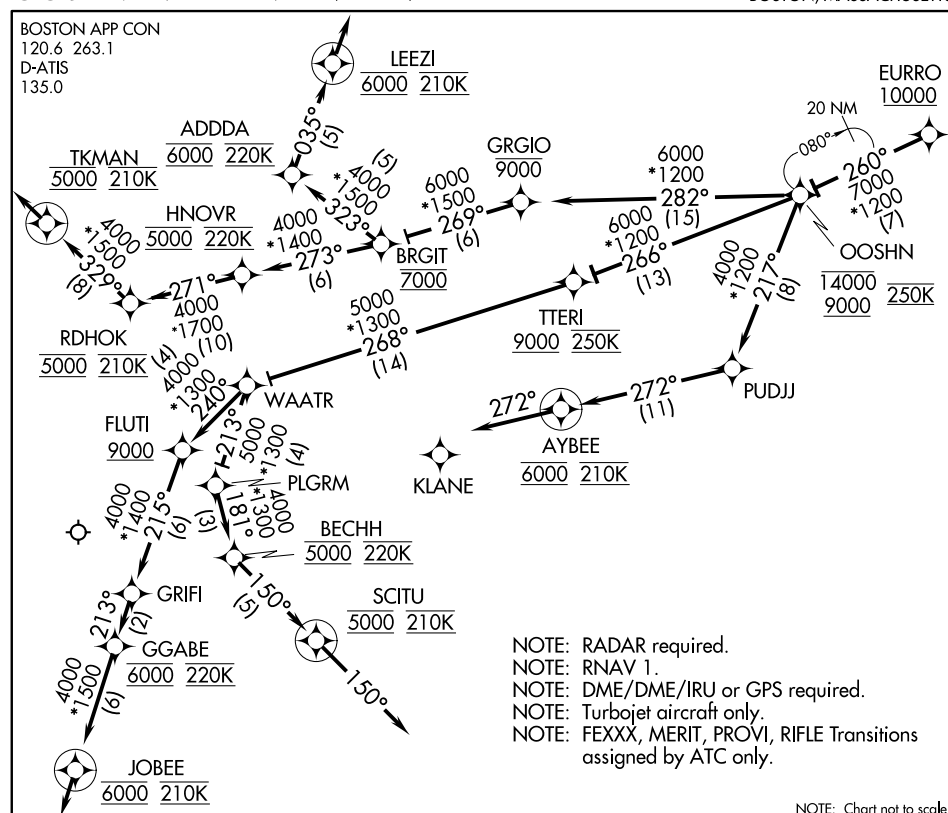 BOSTON APP CON
120.6 263.1
D-ATIS
135.0
LEEZI
6000 210K
035°
(5)
ADDDA
6000 220K
TKMAN
5000 210K
4000
*1500
329°
(8)
HNOVR
5000 220K
(5)
4000
*1500
323°
GRGIO
9000
6000
*1500
269°
(6)
4000
*1400
273°
(6)
BRGIT
7000
6000
*1200
282°
(15)
080°
20 NM
EURRO
10000
260°
7000
*1200
(7)
OOSHN
14000
9000
250K
6000
*1200
266°
(13)
4000
*1200
217°
(8)
271°
4000
*1700
(10)
RDHOK
5000 210K
5000
*1300
268°
(14)
TTERI
9000 250K
(4)
4000
*1300
240°
WAATR
PUDJJ
272°
(11)
272°
AYBEE
6000 210K
KLANE
FLUTI
9000
213°
5000
*1300
(4)
PLGRM
4000
*1300
181°
(3)
BECHH
5000 220K
4000
*1400
215°
(6)
GRIFI
150°
(5)
SCITU
5000 210K
150°
213°
(2)
GGABE
6000 220K
4000
*1500
(6)
JOBEE
6000 210K
NOTE: RADAR required.
NOTE: RNAV 1.
NOTE: DME/DME/IRU or GPS required.
NOTE: Turbojet aircraft only.
NOTE: FEXXX, MERIT, PROVI, RIFLE Transitions
assigned by ATC only.
NOTE: Chart not to scale